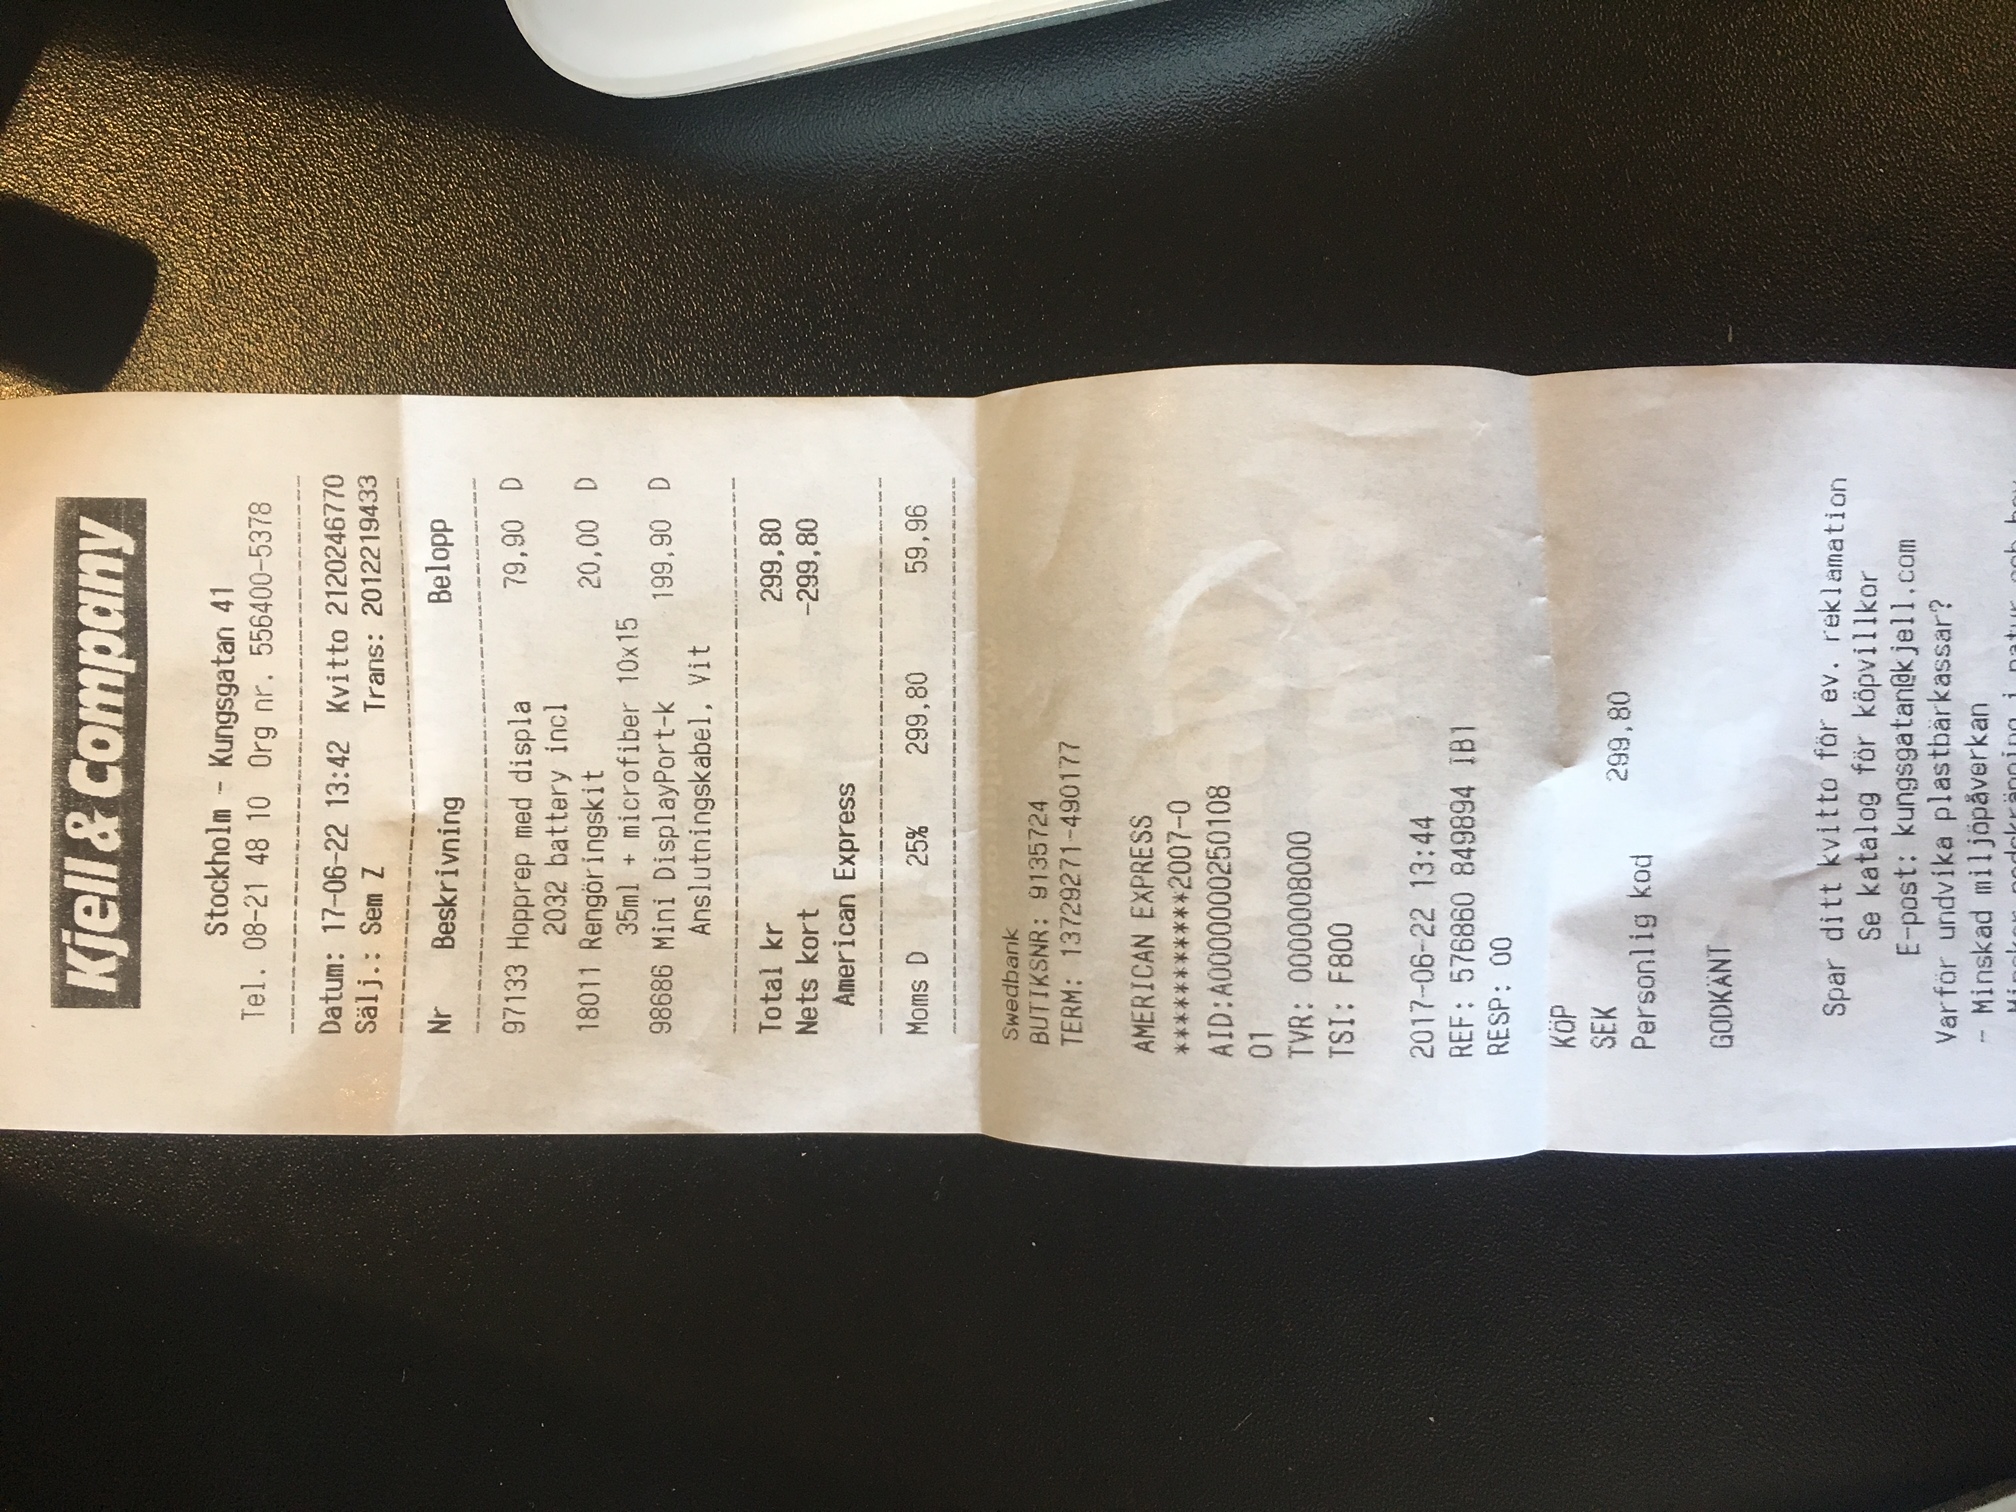 Kjell & Company
Stockholm - Kungsgatan 41
Tel. 08-21 48 10 Org nr. 556400-5378
Datum: 17-06-22 13:42 Kvitto 2120246770
Sälj.: Sem Z Trans: 2012219433
Nr Beskrivning Belopp
97133 Hopprep med displa 79,90 D
2032 battery incl
18011 Rengöringskit 20,00 D
35ml + microfiber 10x15
98686 Mini DisplayPort-k 199,90 D
Anslutningskabel, Vit
Total kr 299,80
Nets kort -299,80
American Express
Moms D 25% 299,80 59,96
Swedbank
BUTIKSNR: 9135724
TERM: 13729271-490177
AMERICAN EXPRESS
***********2007-0
AID:A0000000250108
01
TVR: 0000008000
TSI: F800
2017-06-22 13:44
REF: 576860 849894 IB1
RESP: 00
KÖP
SEK 299,80
Personlig kod
GODKÄNT
Spar ditt kvitto för ev. reklamation
Se katalog för köpvillkor
E-post: kungsgatan@kjell.com
Varför undvika plastbärkassar?
- Minskad miljöpåverkan